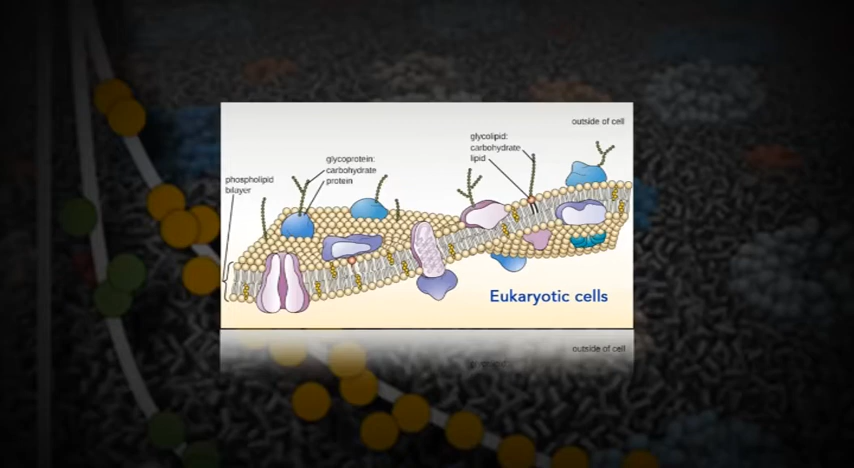 outside of cell
glycolipid:
carbohydrate
lipid
glycoprotein:
carbohydrate
protein
phospholipid
bilayer
Eukaryotic cells
outside of cell